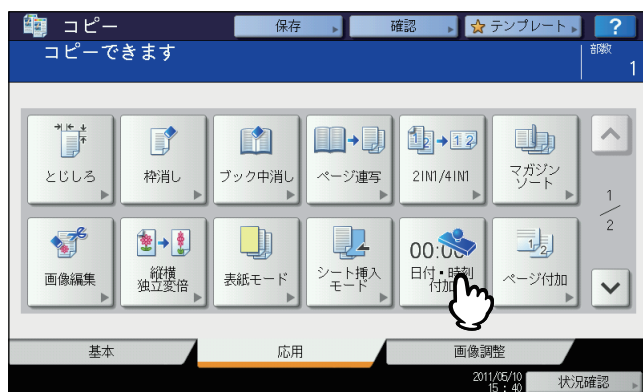 コピー
保存
確認
テンプレート
?
コピーできます
部数
1
とじしろ
枠消し
ブック中消し
ページ連写
2IN1/4IN1
マガジン
ソート
画像編集
縦横
独立変倍
表紙モード
シート挿入
モード
00:00
日付・時刻
付加
ページ付加
1
2
基本
応用
画像調整
2011/05/10
15 : 40
状況確認